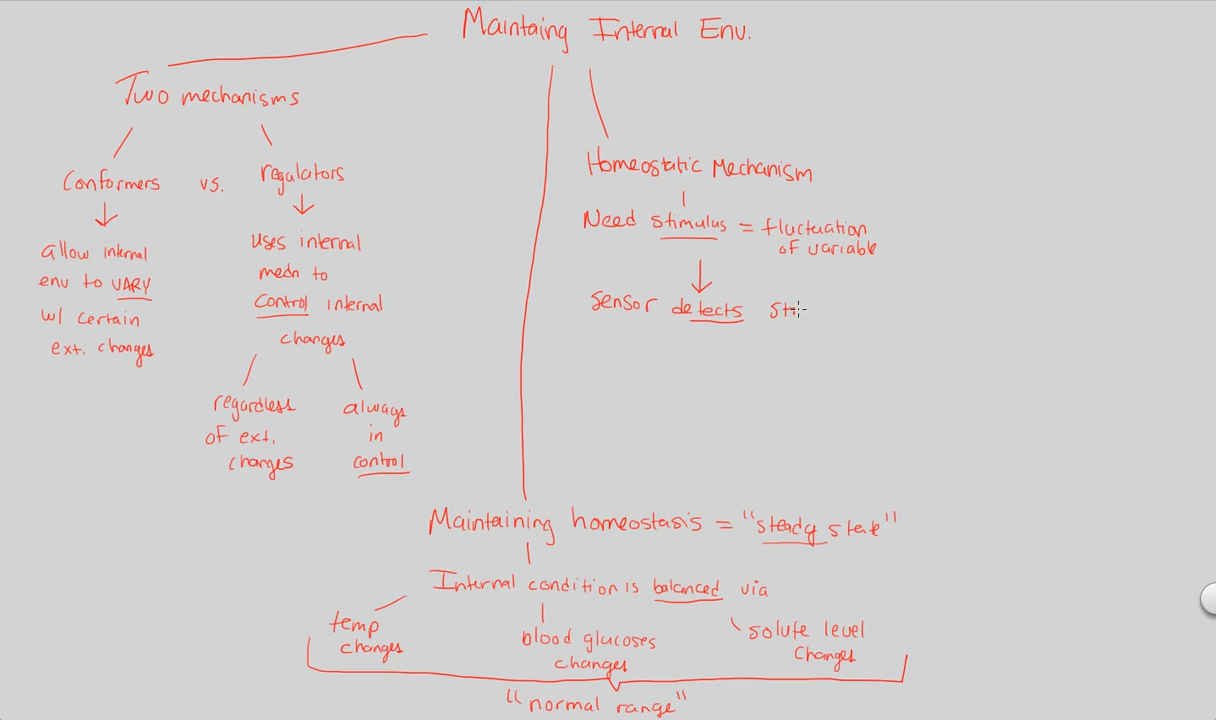 Maintaing Internal Env.
Two mechanisms
Conformers vs. regulators
allow internal
env to VARY
w/ certain
ext. changes
uses internal
to
control internal
changes
regardless
of ext.
changes
always
in
control
Homeostatic Mechanism
Need stimulus = fluctuation
of variable
Sensor detects st
Maintaining homeostasis = "steady state"
Internal condition is balanced via
temp
changes
blood glucoses
changes
solute level
changes
"normal range"